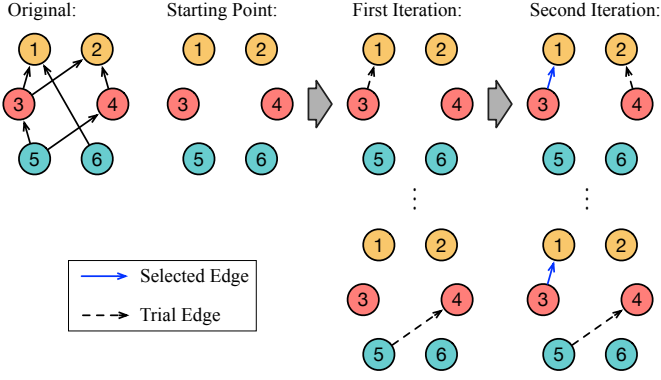 Original: Starting Point: First Iteration: Second Iteration:
1 2 1 2 1 2 1 2
3 4 3 4 3 4 3 4
5 6 5 6 5 6 5 6
1 2 1 2
Selected Edge
3 4 3 4
Trial Edge
5 6 5 6